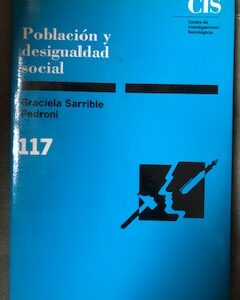 CIS
Centro de
Investigaciones
Sociológicas
Población y
desigualdad
social
Graciela Sarrible
Pedroni
117